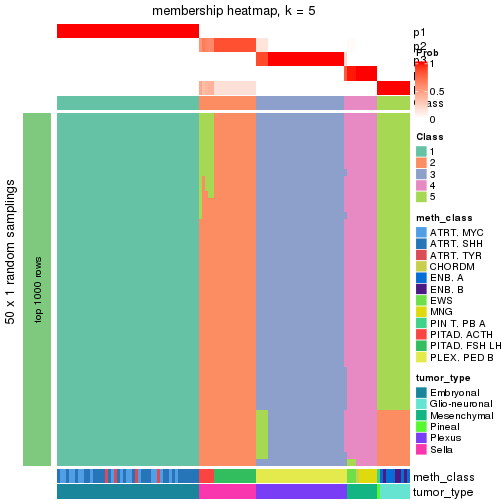 membership heatmap, k = 5
p1
p2
p3
Prob
1
0.5
0
Class
1
2
3
4
5
meth_class
ATRT. MYC
ATRT. SHH
ATRT. TYR
CHORDM
ENB. A
ENB. B
EWS
MNG
PIN T. PB A
PITAD. ACTH
PITAD. FSH LH
PLEX. PED B
tumor_type
Embryonal
Glio-neuronal
Mesenchymal
Pineal
Plexus
Sella
50 x 1 random samplings
top 1000 rows
meth_class
tumor_type